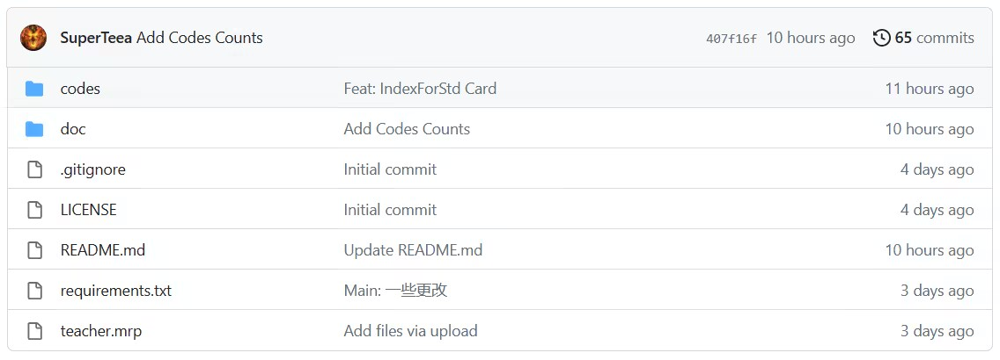 SuperTeea Add Codes Counts 407f16f 10 hours ago 65 commits
codes Feat: IndexForStd Card 11 hours ago
doc Add Codes Counts 10 hours ago
.gitignore Initial commit 4 days ago
LICENSE Initial commit 4 days ago
README.md Update README.md 10 hours ago
requirements.txt Main: 一些更改 3 days ago
teacher.mrp Add files via upload 3 days ago